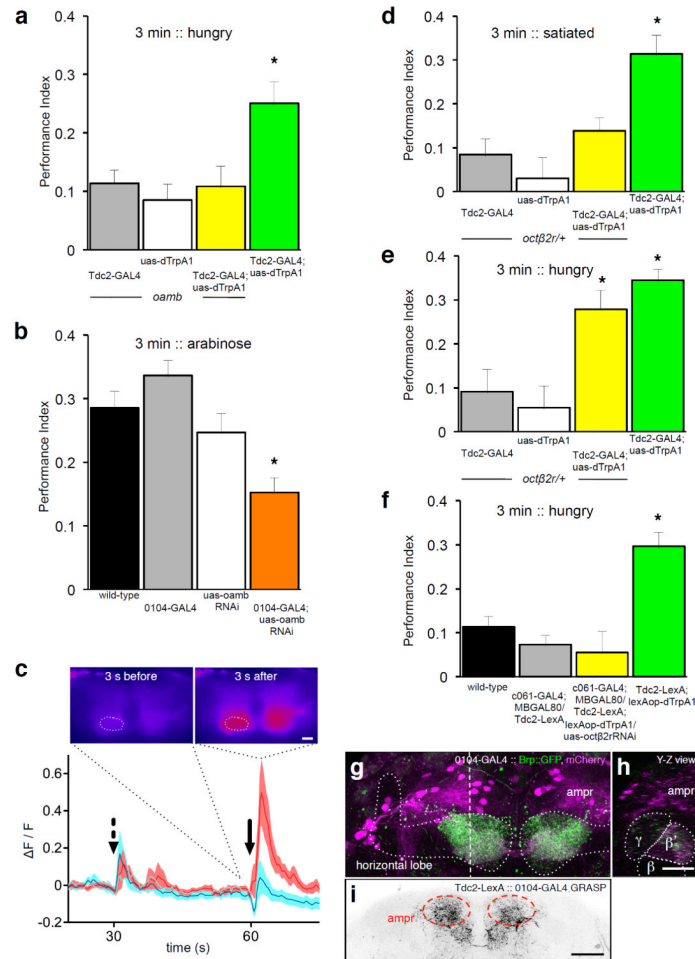 a
3 min :: hungry
*
Performance Index
0.4
0.3
0.2
0.1
0
Tdc2-GAL4
uas-dTrpA1
Tdc2-GAL4;
uas-dTrpA1
Tdc2-GAL4;
uas-dTrpA1
oamb
b
3 min :: arabinose
*
Performance Index
0.4
0.3
0.2
0.1
0
wild-type
0104-GAL4
uas-oamb
RNAi
0104-GAL4;
uas-oamb
RNAi
c
3 s before
3 s after
ΔF / F
0.6
0.4
0.2
0.0
-0.2
30
60
time (s)
d
3 min :: satiated
*
Performance Index
0.4
0.3
0.2
0.1
0
Tdc2-GAL4
uas-dTrpA1
Tdc2-GAL4;
uas-dTrpA1
Tdc2-GAL4;
uas-dTrpA1
octβ2r/+
e
3 min :: hungry
*
*
Performance Index
0.4
0.3
0.2
0.1
0
Tdc2-GAL4
uas-dTrpA1
Tdc2-GAL4;
uas-dTrpA1
Tdc2-GAL4;
uas-dTrpA1
octβ2r/+
f
3 min :: hungry
*
Performance Index
0.4
0.3
0.1
0.1
0
wild-type
c061-GAL4;
MBGAL80/
Tdc2-LexA
c061-GAL4;
MBGAL80/
Tdc2-LexA;
lexAop-dTrpA1/
uas-octβ2rRNAi
Tdc2-LexA;
lexAop-dTrpA1
g
0104-GAL4 :: Brp::GFP, mCherry
ampr
horizontal lobe
h
Y-Z view
ampr
γ
β'
β
i
Tdc2-LexA :: 0104-GAL4 GRASP
ampr